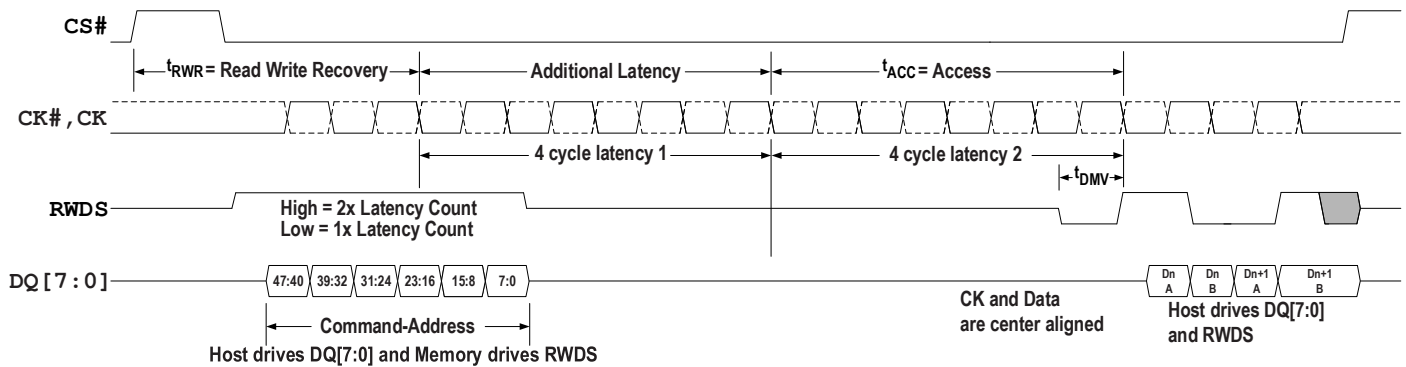 CS#
tRWR = Read Write Recovery
Additional Latency
tACC = Access
CK#,CK
4 cycle latency 1
4 cycle latency 2
tDMV
RWDS
High = 2x Latency Count
Low = 1x Latency Count
DQ[7:0]
47:40 39:32 31:24 23:16 15:8 7:0
Dn A
Dn B
Dn+1 A
Dn+1 B
Command-Address
CK and Data
are center aligned
Host drives DQ[7:0]
and RWDS
Host drives DQ[7:0] and Memory drives RWDS